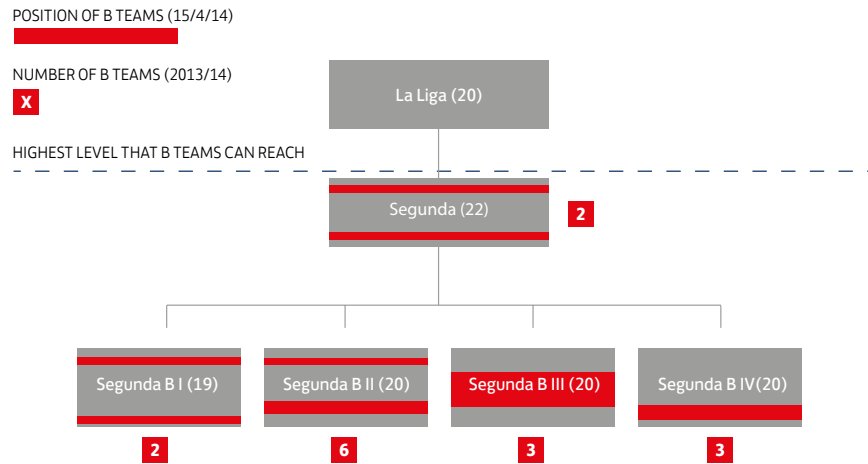 POSITION OF B TEAMS (15/4/14)
NUMBER OF B TEAMS (2013/14)
X
La Liga (20)
HIGHEST LEVEL THAT B TEAMS CAN REACH
Segunda (22)
2
Segunda B I (19)
Segunda B II (20)
Segunda B III (20)
Segunda B IV(20)
2
6
3
3